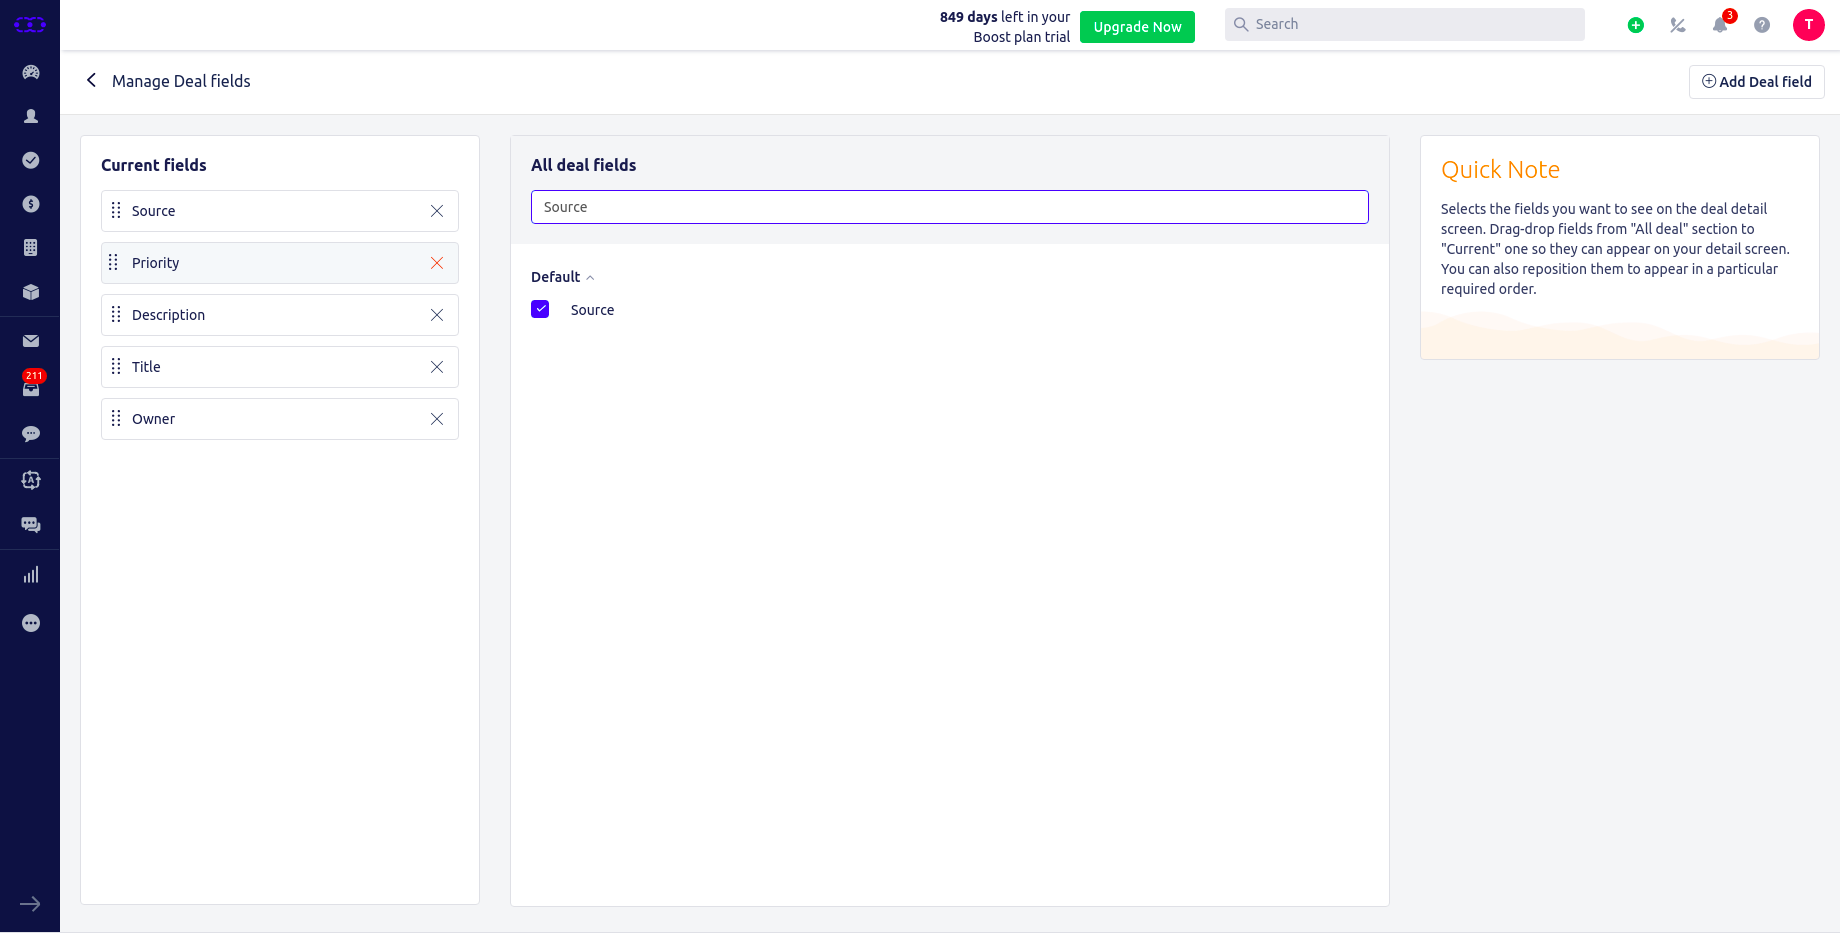 849 days left in your
Boost plan trial
Upgrade Now
Search
3
T
Manage Deal fields
Add Deal field
Current fields
Source
Priority
Description
Title
Owner
All deal fields
Source
Default
Source
Quick Note
Selects the fields you want to see on the deal detail
screen. Drag-drop fields from "All deal" section to
"Current" one so they can appear on your detail screen.
You can also reposition them to appear in a particular
required order.
211